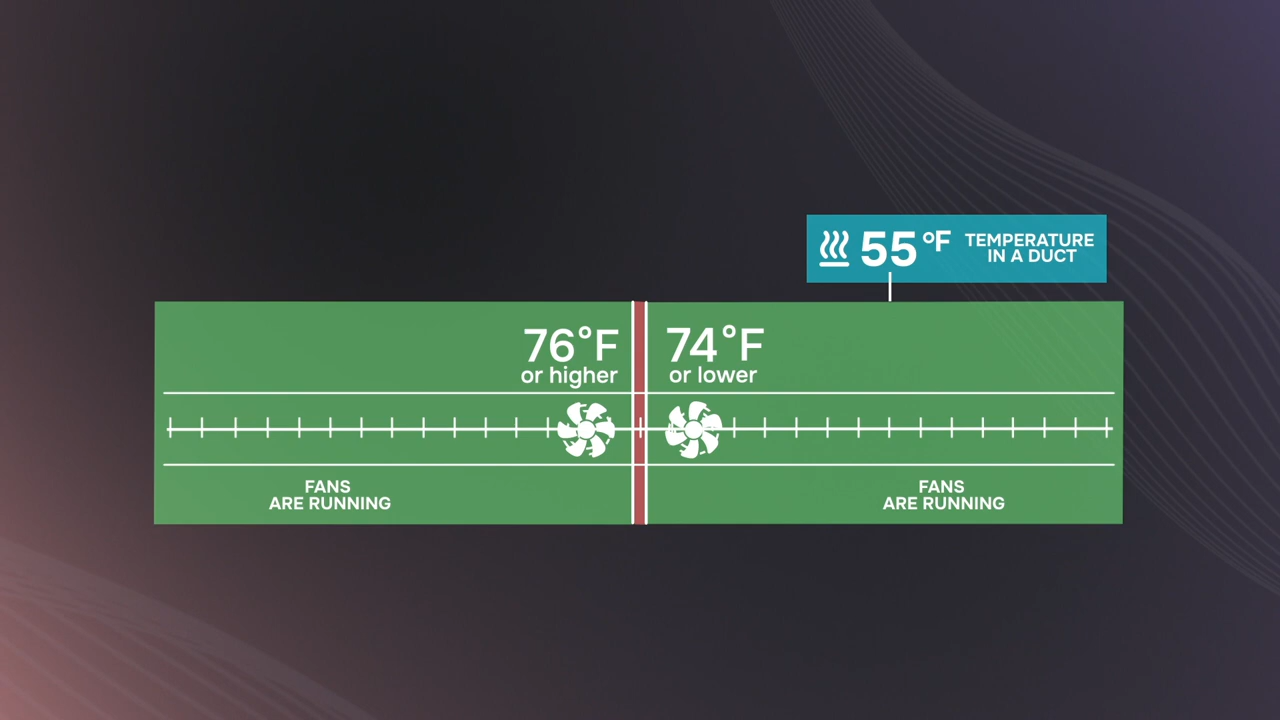 55°F TEMPERATURE
IN A DUCT
76°F
or higher
74°F
or lower
FANS
ARE RUNNING
FANS
ARE RUNNING